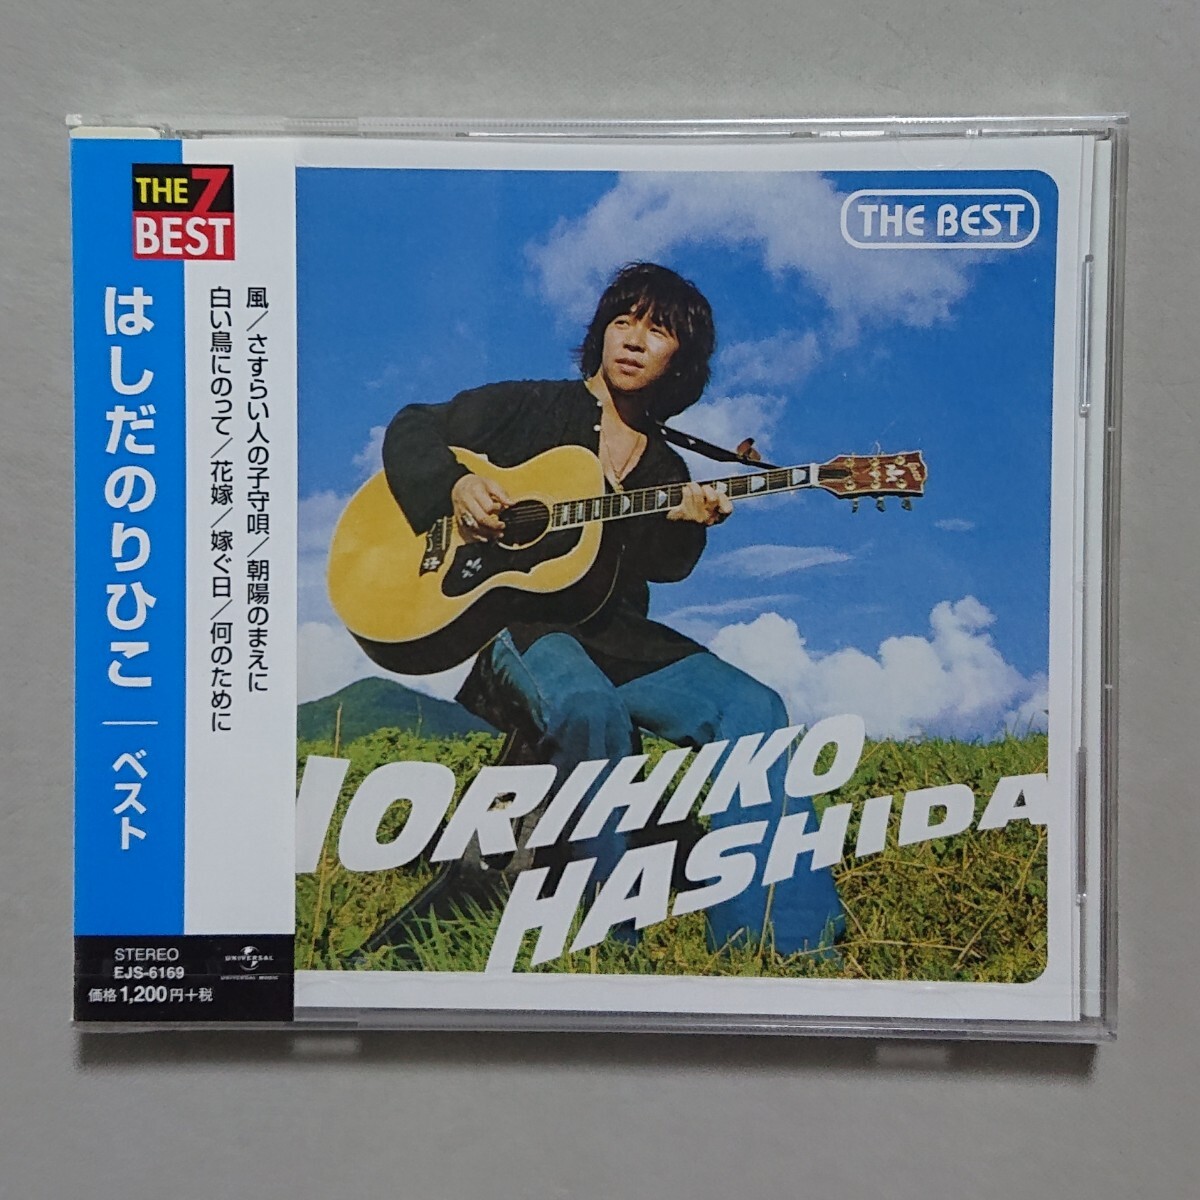 THE 7
BEST
はしだのりひこ｜ベスト
風／さすらい人の子守唄／朝陽のまえに
白い鳥にのって／花嫁／嫁ぐ日／何のために
STEREO
EJS-6169
価格1,200円+税
UNIVERSAL
UNIVERSAL MUSIC
THE BEST
NORIHIKO
HASHIDA